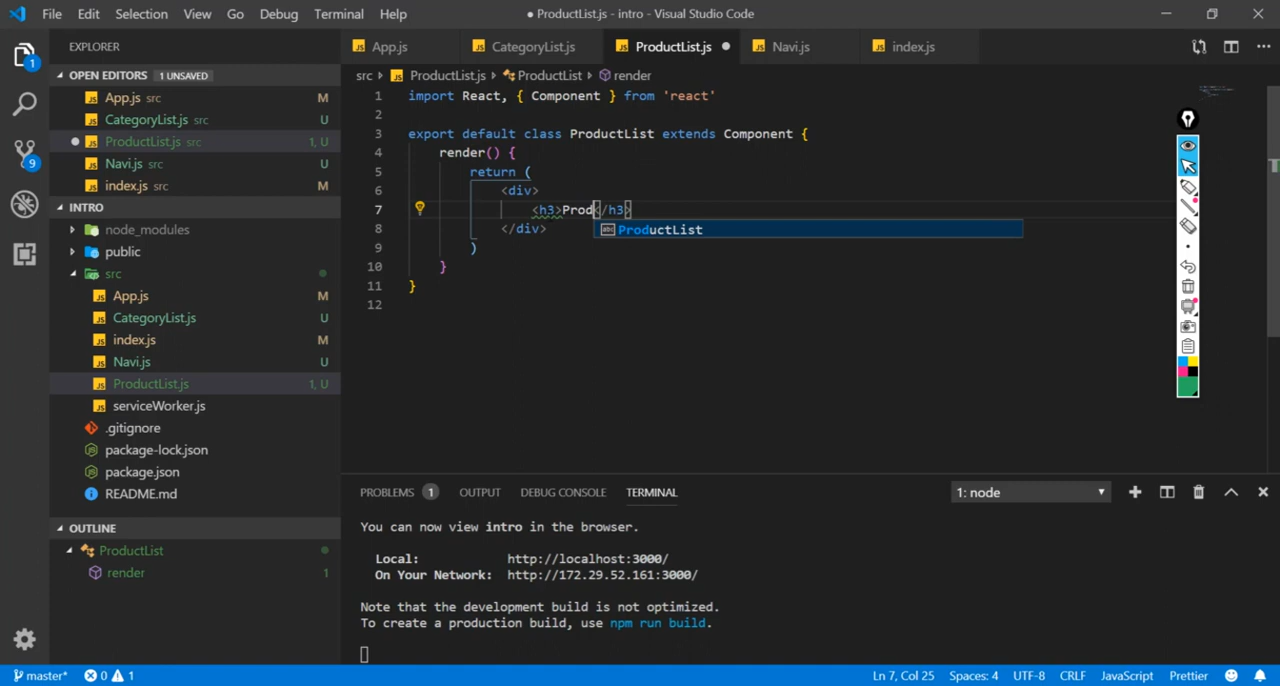 File Edit Selection View Go Debug Terminal Help
● ProductList.js - intro - Visual Studio Code
EXPLORER
OPEN EDITORS 1 UNSAVED
App.js src M
CategoryList.js src U
ProductList.js src 1, U
Navi.js src U
index.js src M
INTRO
node_modules
public
src
App.js M
CategoryList.js U
index.js M
Navi.js U
ProductList.js 1, U
serviceWorker.js
.gitignore
package-lock.json
package.json
README.md
OUTLINE
ProductList
render 1
App.js CategoryList.js ProductList.js ● Navi.js index.js
src ProductList.js ProductList render
1 import React, { Component } from 'react'
2
3 export default class ProductList extends Component {
4 render() {
5 return (
6 <div>
7 <h3>Prod</h3>
ProductList
8 </div>
9 )
10 }
11 }
12
PROBLEMS 1 OUTPUT DEBUG CONSOLE TERMINAL 1: node
You can now view intro in the browser.
Local: http://localhost:3000/
On Your Network: http://172.29.52.161:3000/
Note that the development build is not optimized.
To create a production build, use npm run build.
1
9
master* 0 1 Ln 7, Col 25 Spaces: 4 UTF-8 CRLF JavaScript Prettier